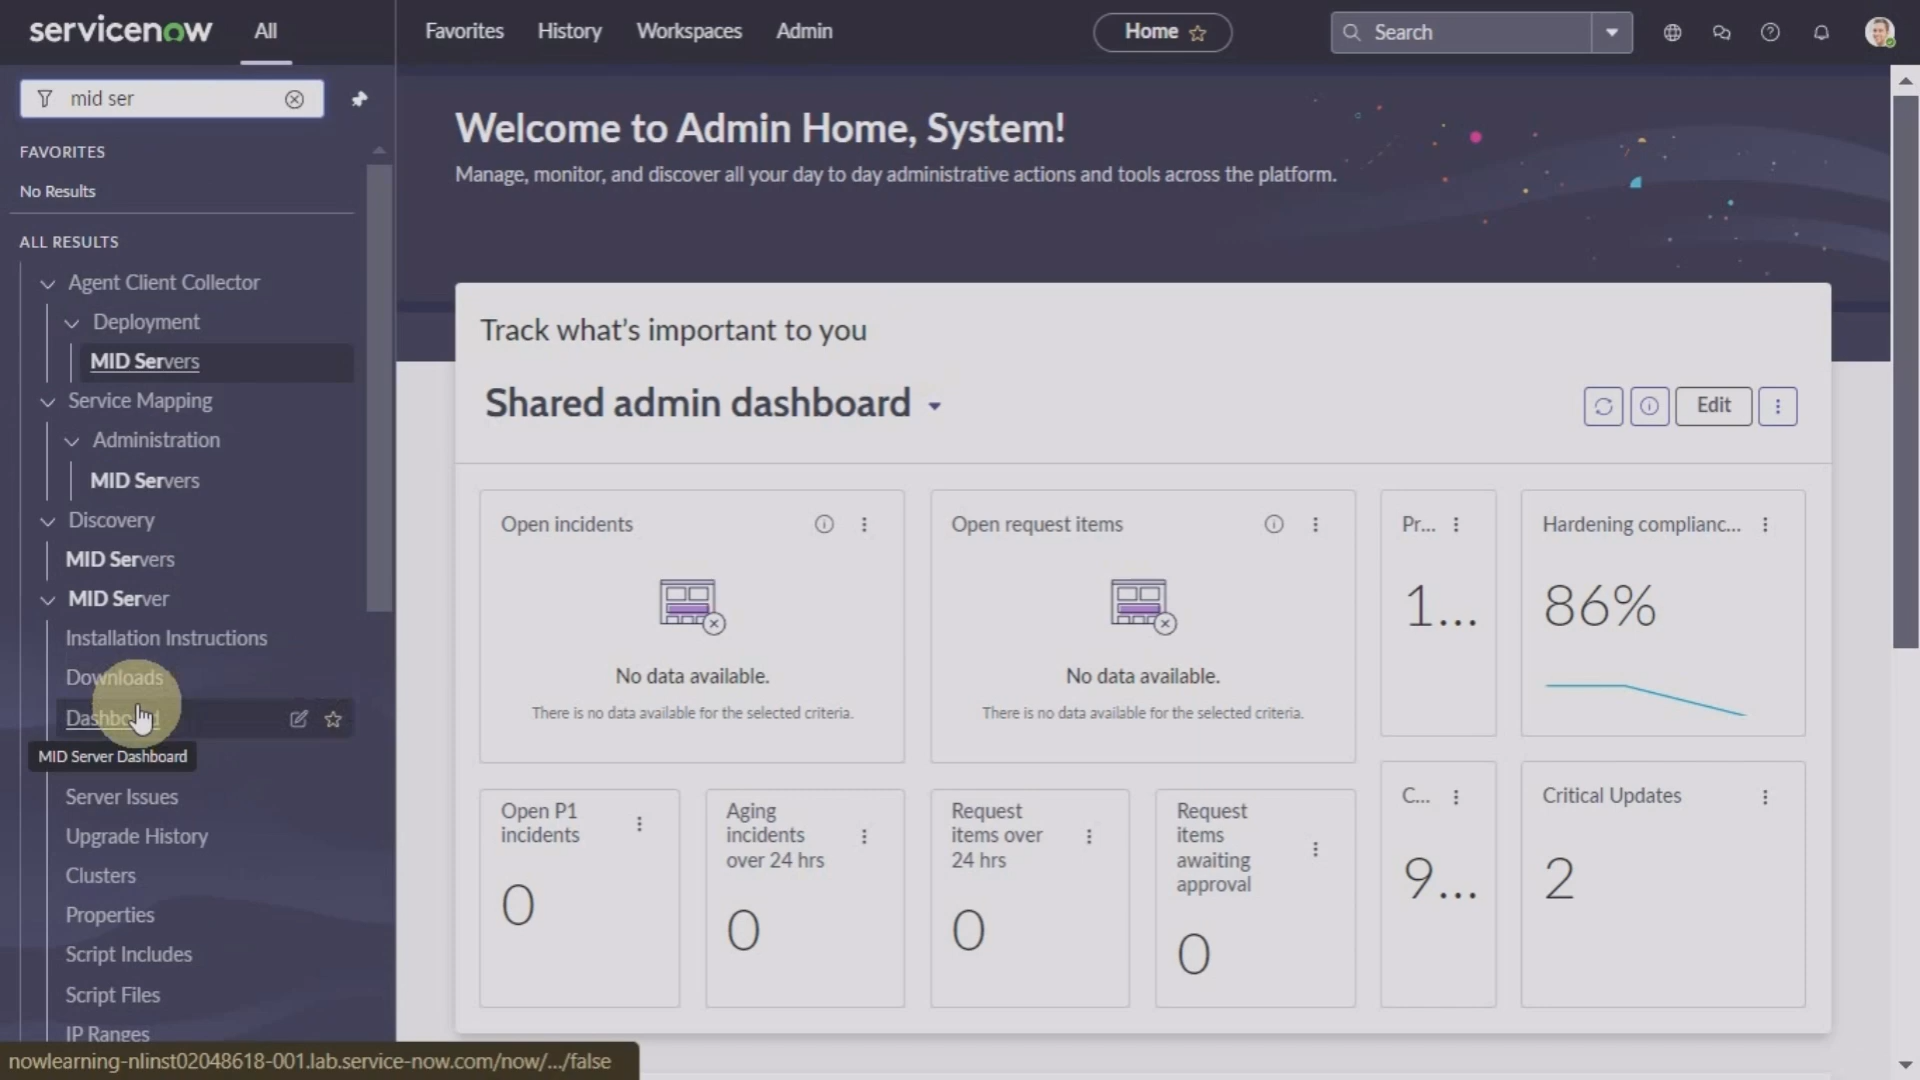 servicenow
All
Favorites
History
Workspaces
Admin
Home
Search
mid ser
FAVORITES
No Results
ALL RESULTS
Agent Client Collector
Deployment
MID Servers
Service Mapping
Administration
MID Servers
Discovery
MID Servers
MID Server
Installation Instructions
Downloads
Dashboard
MID Server Dashboard
Server Issues
Upgrade History
Clusters
Properties
Script Includes
Script Files
IP Ranges
nowlearning-nlinst02048618-001.lab.service-now.com/now/.../false
Welcome to Admin Home, System!
Manage, monitor, and discover all your day to day administrative actions and tools across the platform.
Track what's important to you
Shared admin dashboard
Edit
Open incidents
No data available.
There is no data available for the selected criteria.
Open request items
No data available.
There is no data available for the selected criteria.
Pr...
1...
Hardening complianc...
86%
Open P1
incidents
0
Aging
incidents
over 24 hrs
0
Request
items over
24 hrs
0
Request
items
awaiting
approval
0
C...
9...
Critical Updates
2